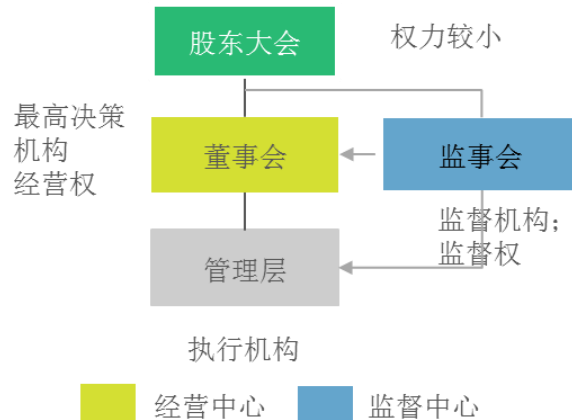 股东大会
权力较小
最高决策
机构
经营权
董事会
监事会
监督机构；
监督权
管理层
执行机构
经营中心
监督中心